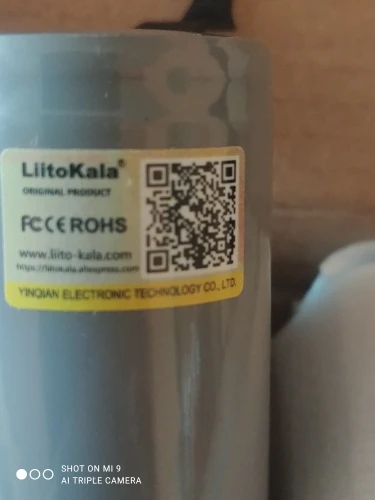 LiitoKala®
ORIGINAL PRODUCT
FC CE ROHS
www.liito-kala.com
https://liitokala.aliexpress.com
YINQIAN ELECTRONIC TECHNOLOGY CO., LTD.
SHOT ON MI 9
AI TRIPLE CAMERA